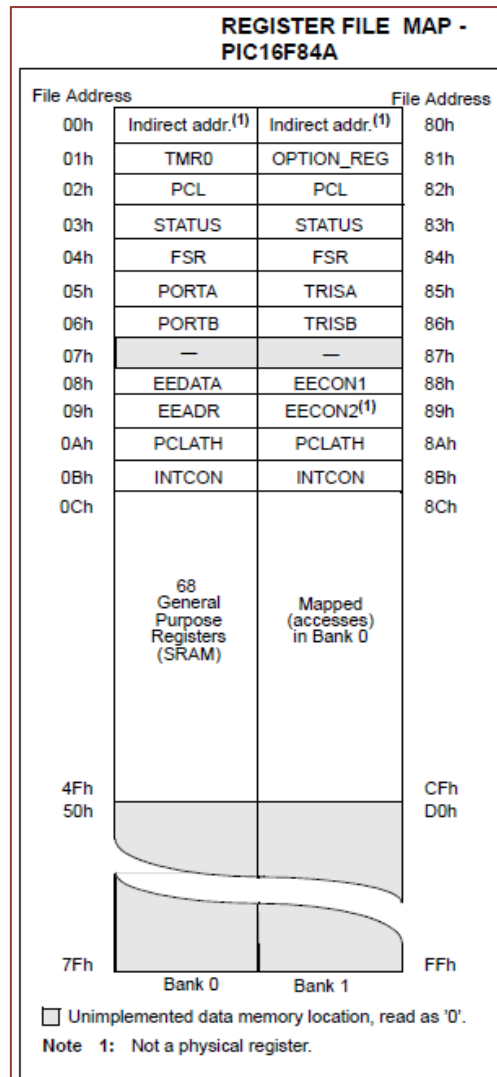 REGISTER FILE MAP -
PIC16F84A
File Address File Address
00h Indirect addr.(1) Indirect addr.(1) 80h
01h TMR0 OPTION_REG 81h
02h PCL PCL 82h
03h STATUS STATUS 83h
04h FSR FSR 84h
05h PORTA TRISA 85h
06h PORTB TRISB 86h
07h — — 87h
08h EEDATA EECON1 88h
09h EEADR EECON2(1) 89h
0Ah PCLATH PCLATH 8Ah
0Bh INTCON INTCON 8Bh
0Ch 8Ch
68
General
Purpose
Registers
(SRAM)
Mapped
(accesses)
in Bank 0
4Fh CFh
50h D0h
7Fh FFh
Bank 0 Bank 1
Unimplemented data memory location, read as '0'.
Note 1: Not a physical register.